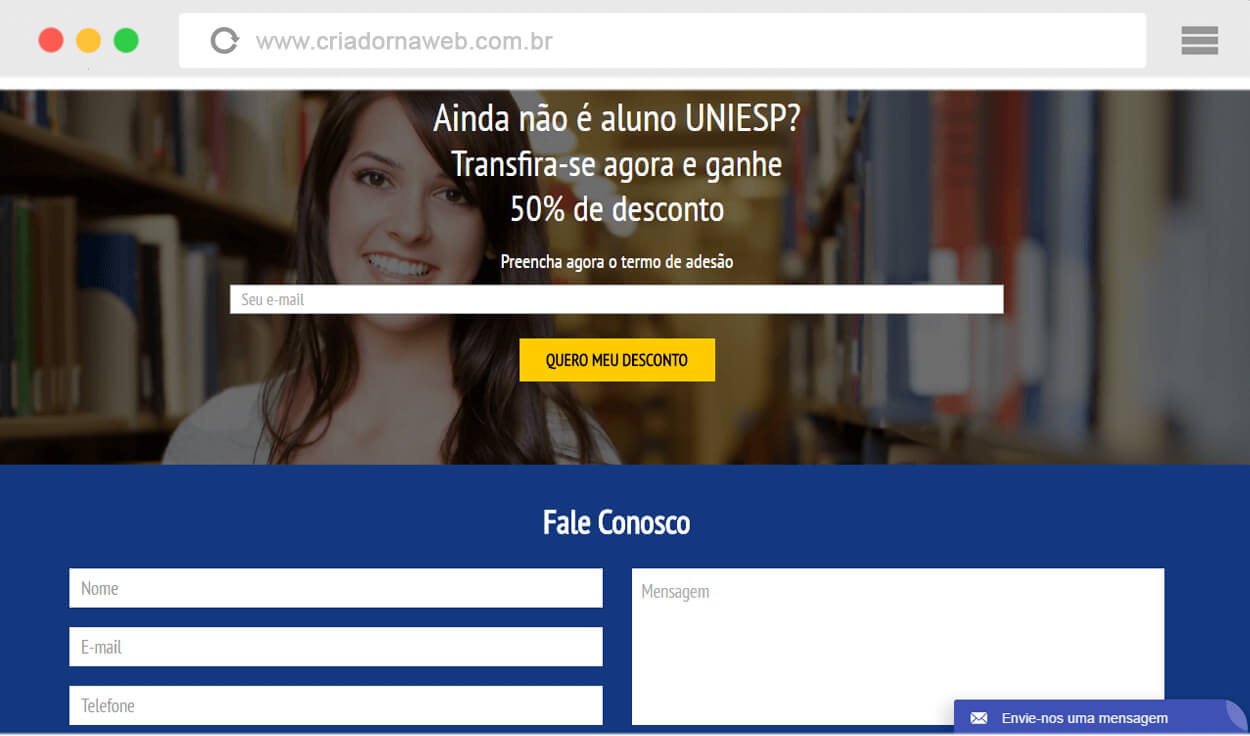 www.criadornaweb.com.br
Ainda não é aluno UNIESP?
Transfira-se agora e ganhe
50% de desconto
Preencha agora o termo de adesão
Seu e-mail
QUERO MEU DESCONTO
Fale Conosco
Nome
Mensagem
E-mail
Telefone
Envie-nos uma mensagem